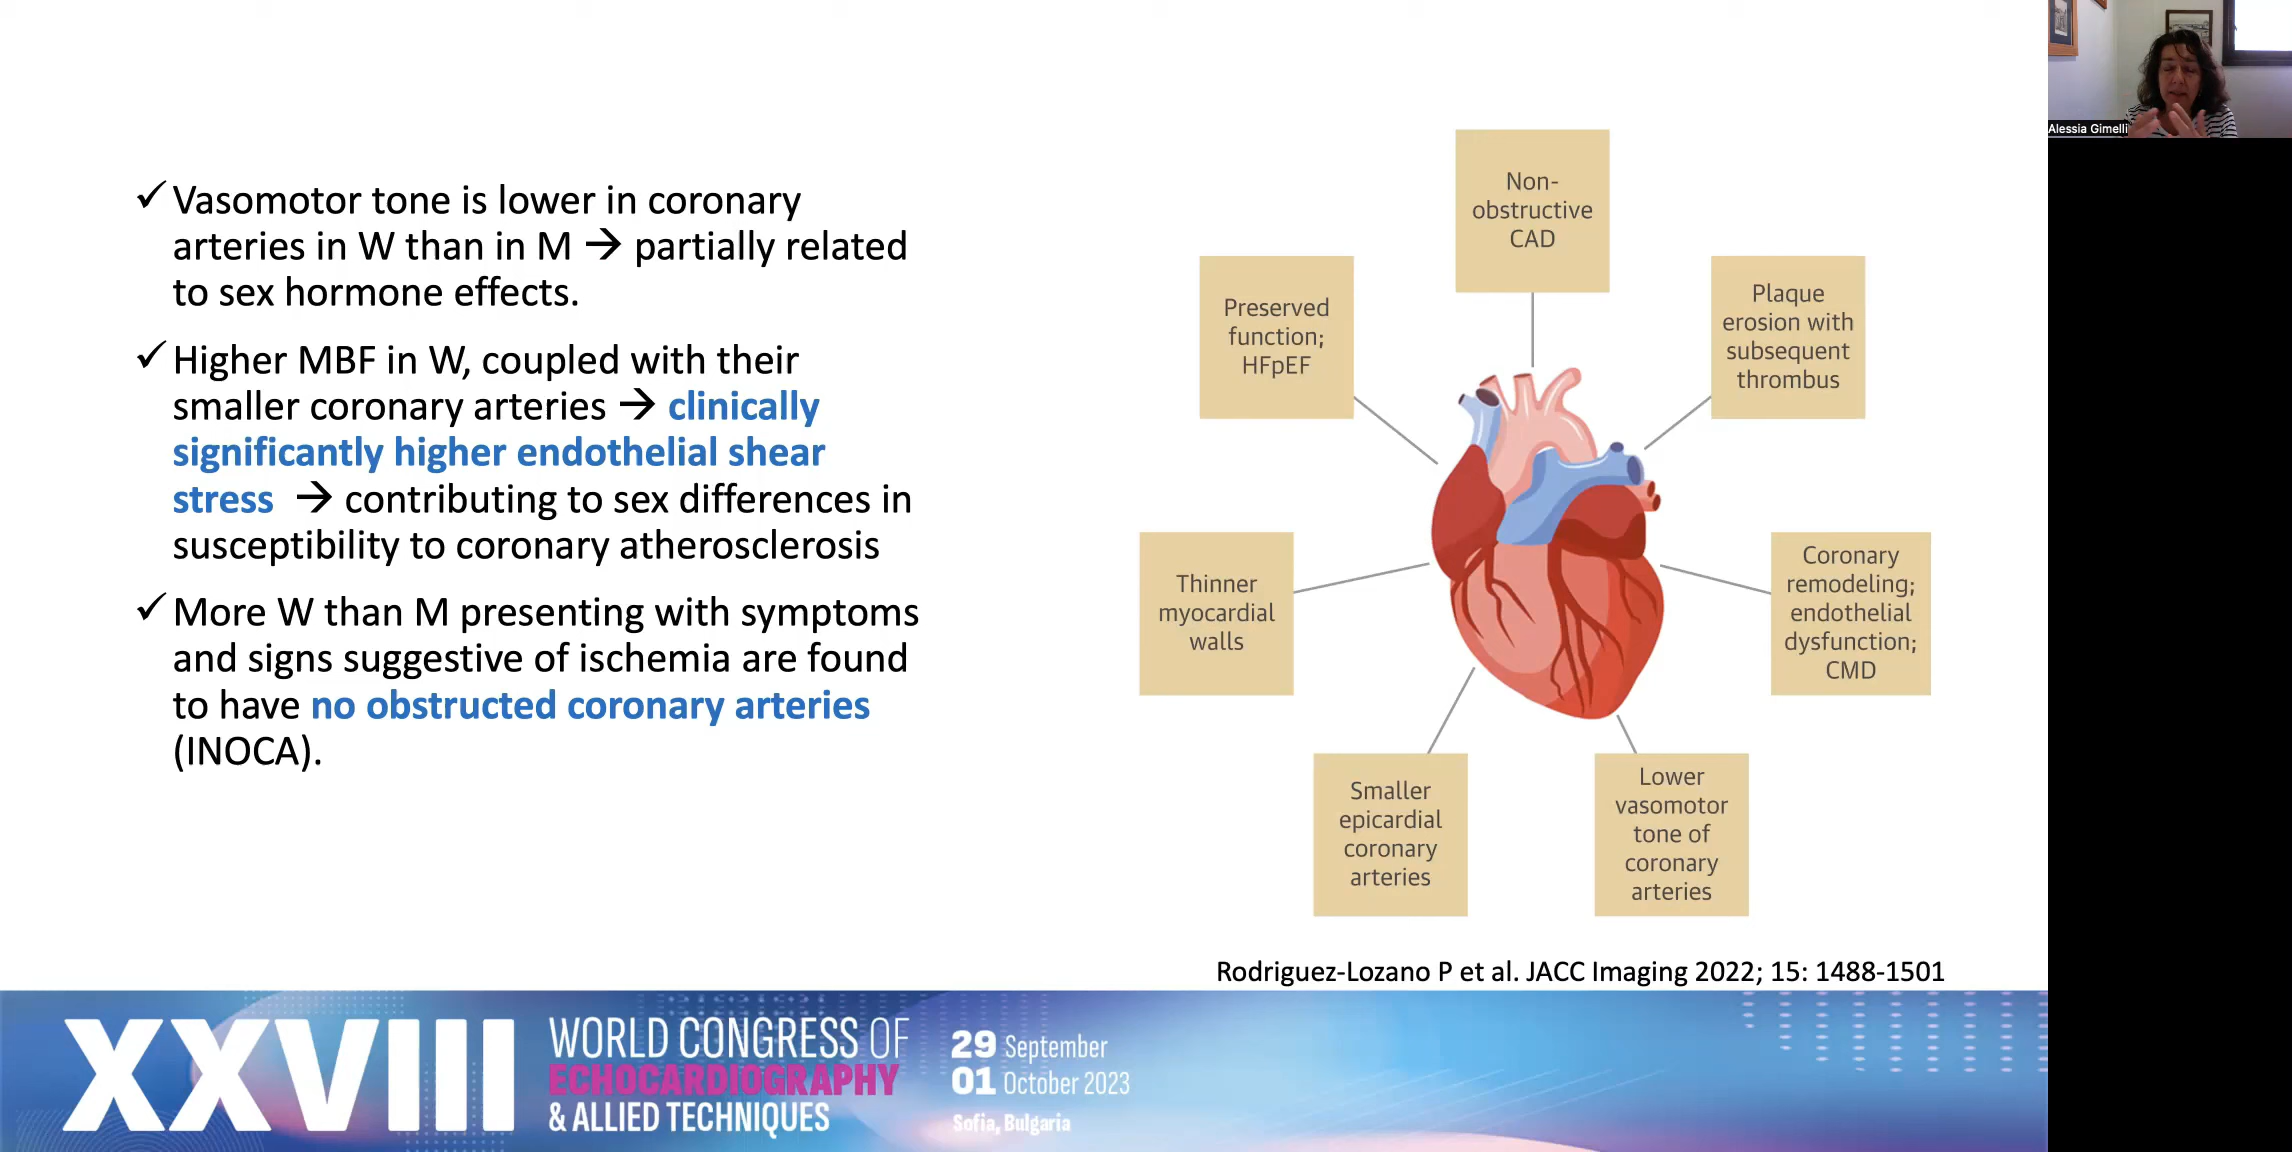 ✓ Vasomotor tone is lower in coronary
arteries in W than in M → partially related
to sex hormone effects.
✓ Higher MBF in W, coupled with their
smaller coronary arteries → clinically
significantly higher endothelial shear
stress → contributing to sex differences in
susceptibility to coronary atherosclerosis
✓ More W than M presenting with symptoms
and signs suggestive of ischemia are found
to have no obstructed coronary arteries
(INOCA).
Non-
obstructive
CAD
Preserved
function;
HFpEF
Plaque
erosion with
subsequent
thrombus
Thinner
myocardial
walls
Coronary
remodeling;
endothelial
dysfunction;
CMD
Smaller
epicardial
coronary
arteries
Lower
vasomotor
tone of
coronary
arteries
Rodriguez-Lozano P et al. JACC Imaging 2022; 15: 1488-1501
XXVIII
WORLD CONGRESS OF
ECHOCARDIOGRAPHY
& ALLIED TECHNIQUES
29 September
01 October 2023
Sofia, Bulgaria
Alessia Gimelli